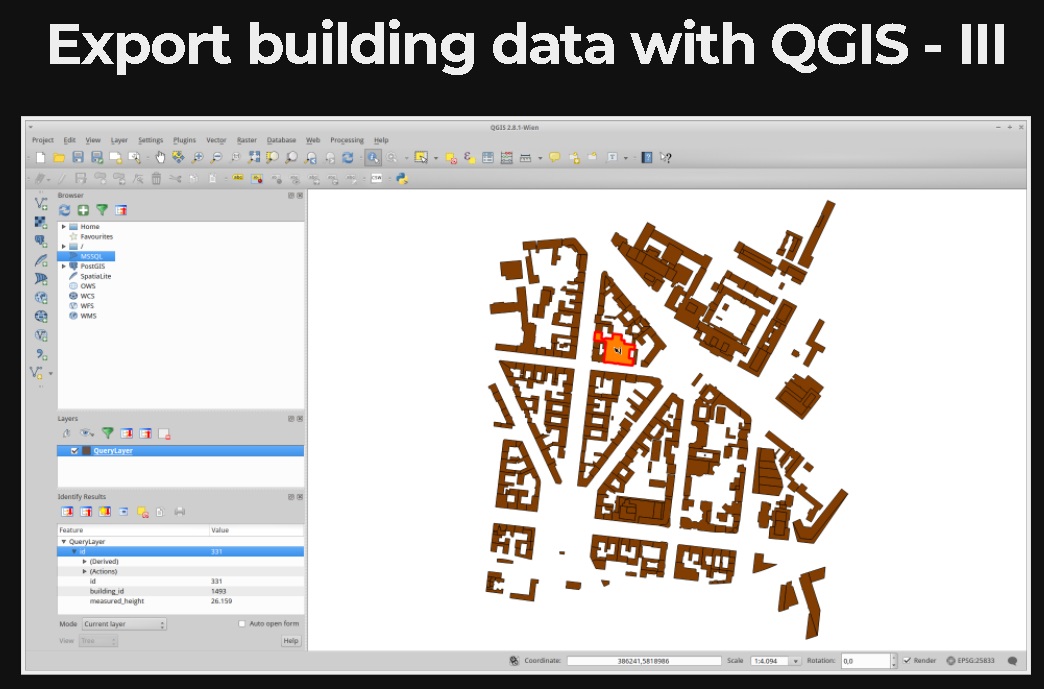 Export building data with QGIS - III
QGIS 2.8.1-Wien
Project Edit View Layer Settings Plugins Vector Raster Database Web Processing Help
Browser
Home
Favourites
/
MSSQL
PostGIS
SpatiaLite
OWS
WCS
WFS
WMS
Layers
QueryLayer
Identify Results
Feature Value
QueryLayer
id 331
(Derived)
(Actions)
id 331
building_id 1493
measured_height 26.159
Mode Current layer Auto open form
View Tree Help
Coordinate: 386241,5818986 Scale 1:4.094 Rotation: 0,0 Render EPSG:25833